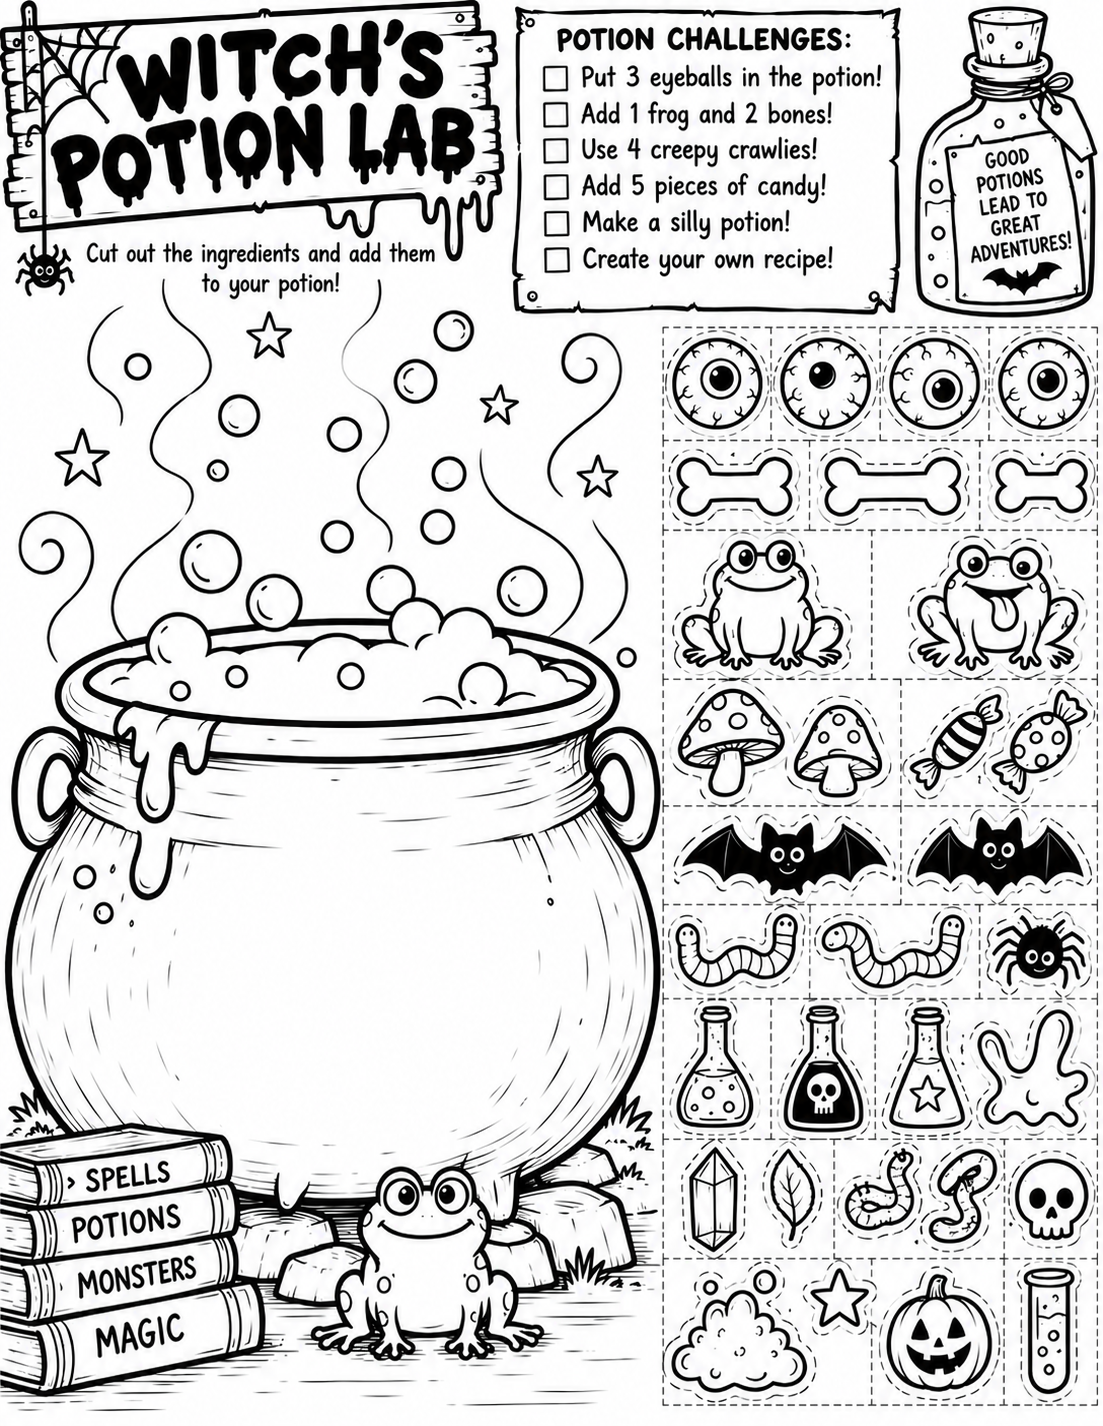 WITCH'S
POTION LAB
Cut out the ingredients and add them
to your potion!
POTION CHALLENGES:
Put 3 eyeballs in the potion!
Add 1 frog and 2 bones!
Use 4 creepy crawlies!
Add 5 pieces of candy!
Make a silly potion!
Create your own recipe!
GOOD
POTIONS
LEAD TO
GREAT
ADVENTURES!
SPELLS
POTIONS
MONSTERS
MAGIC